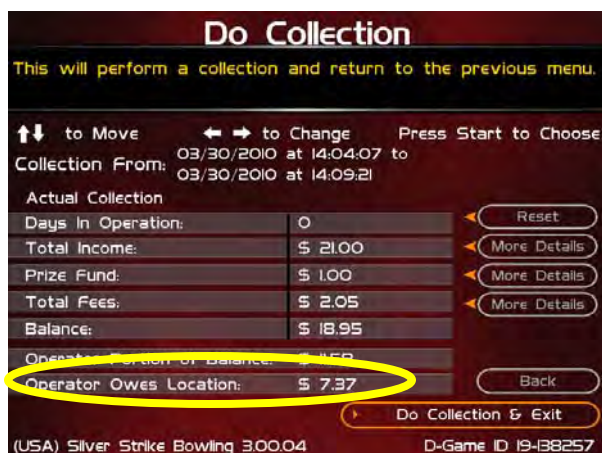 Do Collection
This will perform a collection and return to the previous menu.
to Move to Change Press Start to Choose
Collection From: 03/30/2010 at 14:04:07 to
03/30/2010 at 14:09:21
Actual Collection
Days In Operation: 0 Reset
Total Income: $ 21.00 More Details
Prize Fund: $ 1.00 More Details
Total Fees: $ 2.05 More Details
Balance: $ 18.95
Operator Portion of Balance: $
Operator Owes Location: $ 7.37 Back
Do Collection & Exit
(USA) Silver Strike Bowling 3.00.04 D-Game ID 19-138257